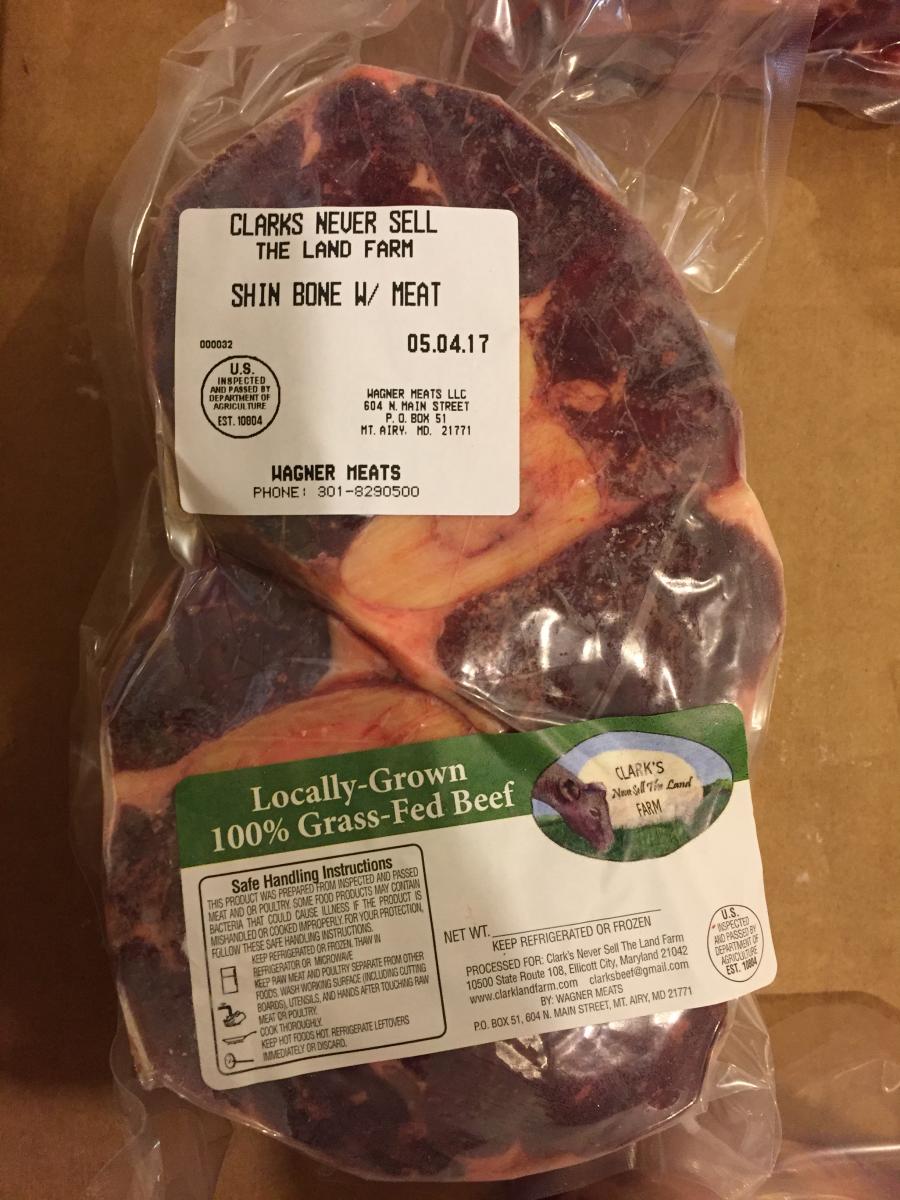 CLARKS NEVER SELL
THE LAND FARM
SHIN BONE W/ MEAT
000032
05.04.17
U.S.
INSPECTED
AND PASSED BY
DEPARTMENT OF
AGRICULTURE
EST. 10804
WAGNER MEATS LLC
604 N. MAIN STREET
P.O. BOX 51
MT. AIRY, MD. 21771
WAGNER MEATS
PHONE: 301-8290500
Locally-Grown
100% Grass-Fed Beef
CLARK'S
Never Sell The Land
FARM
Safe Handling Instructions
THIS PRODUCT WAS PREPARED FROM INSPECTED AND PASSED
MEAT AND OR POULTRY. SOME FOOD PRODUCTS MAY CONTAIN
BACTERIA THAT COULD CAUSE ILLNESS IF THE PRODUCT IS
MISHANDLED OR COOKED IMPROPERLY. FOR YOUR PROTECTION,
FOLLOW THESE SAFE HANDLING INSTRUCTIONS.
KEEP REFRIGERATED OR FROZEN. THAW IN
REFRIGERATOR OR MICROWAVE
KEEP RAW MEAT AND POULTRY SEPARATE FROM OTHER
FOODS. WASH WORKING SURFACE (INCLUDING CUTTING
BOARDS), UTENSILS, AND HANDS AFTER TOUCHING RAW
MEAT OR POULTRY.
COOK THOROUGHLY.
KEEP HOT FOODS HOT. REFRIGERATE LEFTOVERS
IMMEDIATELY OR DISCARD.
NET WT.
KEEP REFRIGERATED OR FROZEN
PROCESSED FOR: Clark's Never Sell The Land Farm
10500 State Route 108, Ellicott City, Maryland 21042
www.clarklandfarm.com clarksbeef@gmail.com
BY: WAGNER MEATS
P.O. BOX 51, 604 N. MAIN STREET, MT. AIRY, MD 21771
U.S.
INSPECTED
AND PASSED BY
DEPARTMENT OF
AGRICULTURE
EST. 10804